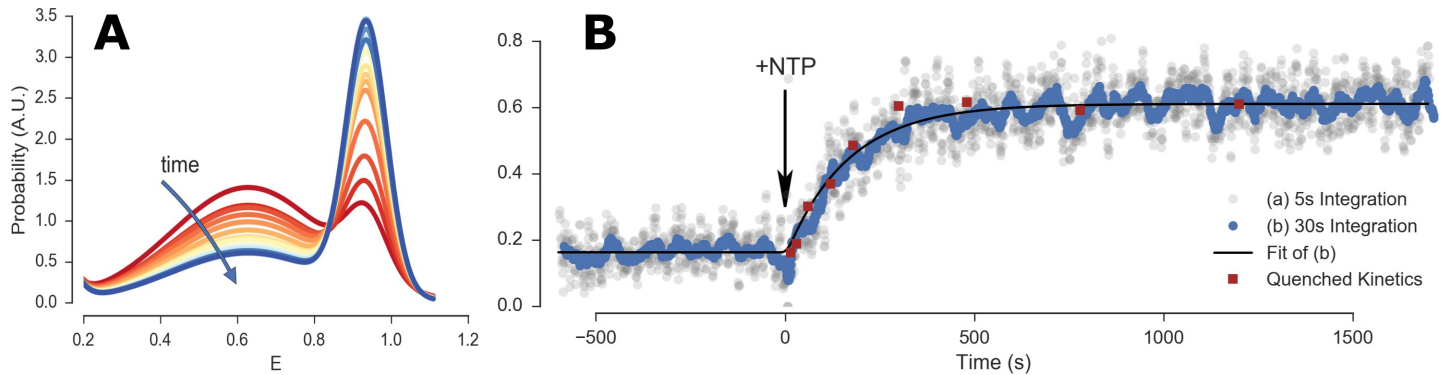 A
Probability (A.U.)
3.5
3.0
2.5
2.0
1.5
1.0
0.5
0.0
time
0.2
0.4
0.6
0.8
1.0
1.2
E
B
0.8
0.6
0.4
0.2
0.0
+NTP
(a) 5s Integration
(b) 30s Integration
Fit of (b)
Quenched Kinetics
−500
0
500
1000
1500
Time (s)